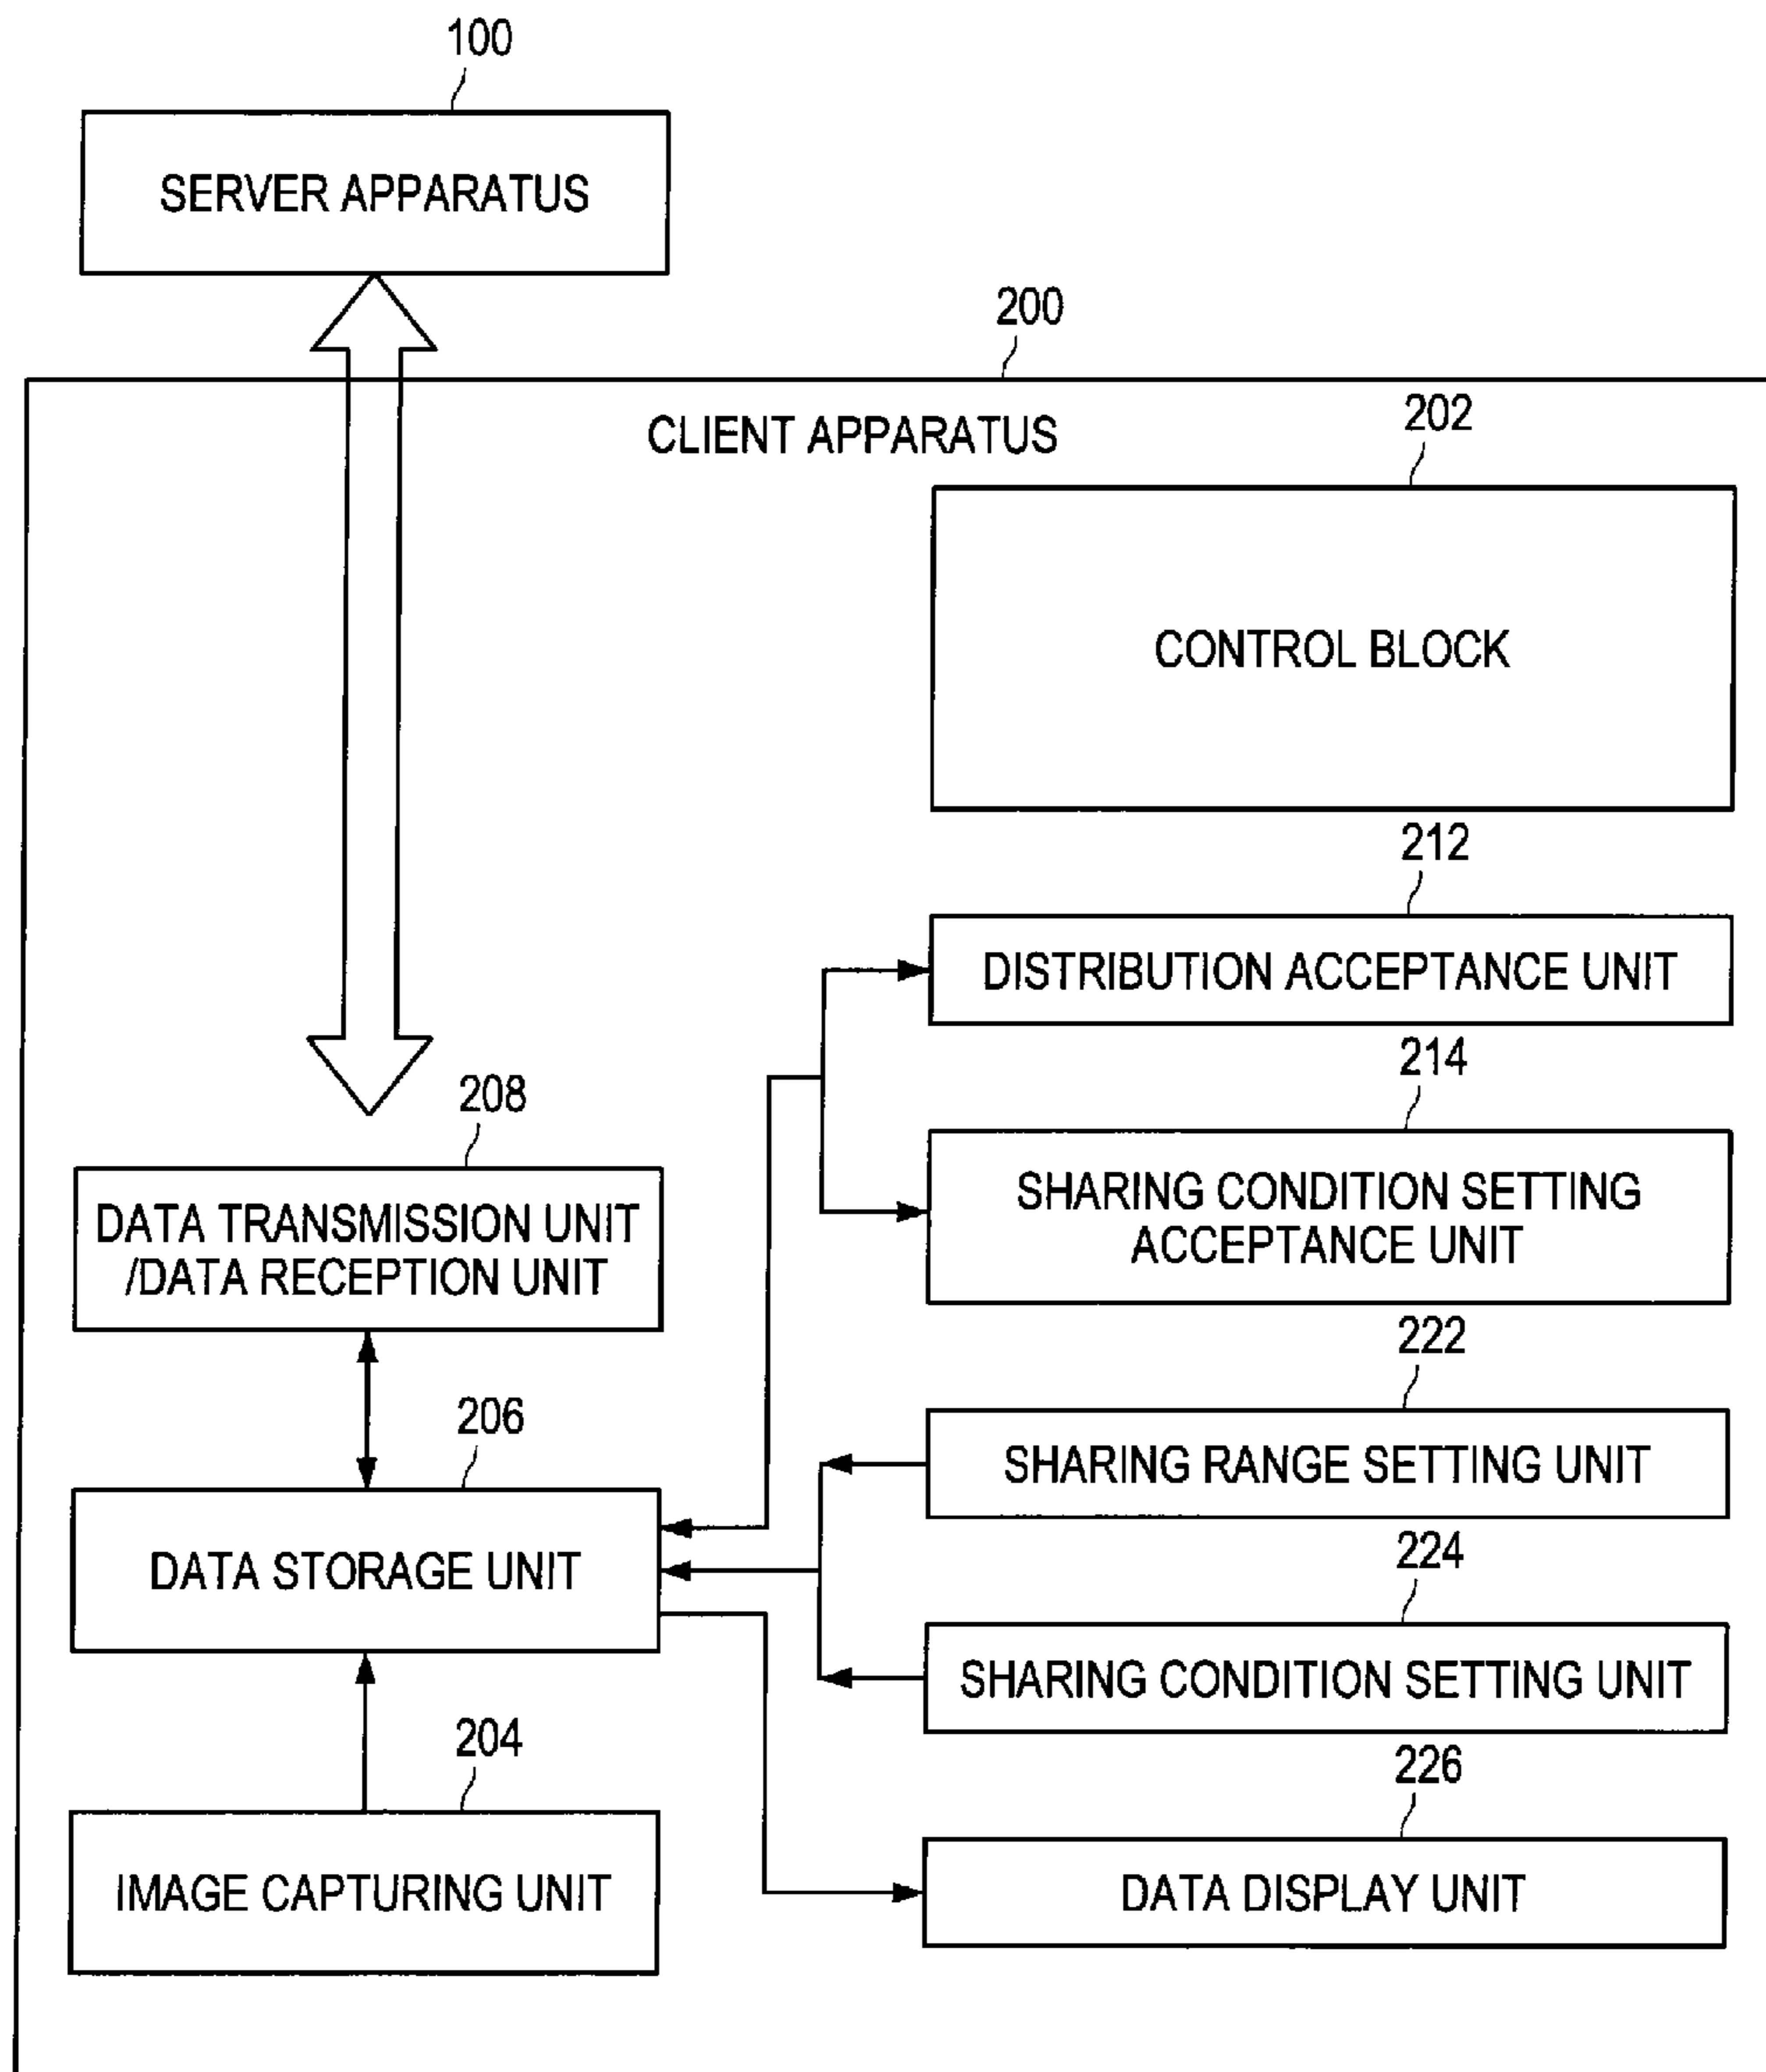 100
SERVER APPARATUS
200
CLIENT APPARATUS
202
CONTROL BLOCK
212
DISTRIBUTION ACCEPTANCE UNIT
214
SHARING CONDITION SETTING
ACCEPTANCE UNIT
208
DATA TRANSMISSION UNIT
/DATA RECEPTION UNIT
222
SHARING RANGE SETTING UNIT
206
DATA STORAGE UNIT
224
SHARING CONDITION SETTING UNIT
204
IMAGE CAPTURING UNIT
226
DATA DISPLAY UNIT